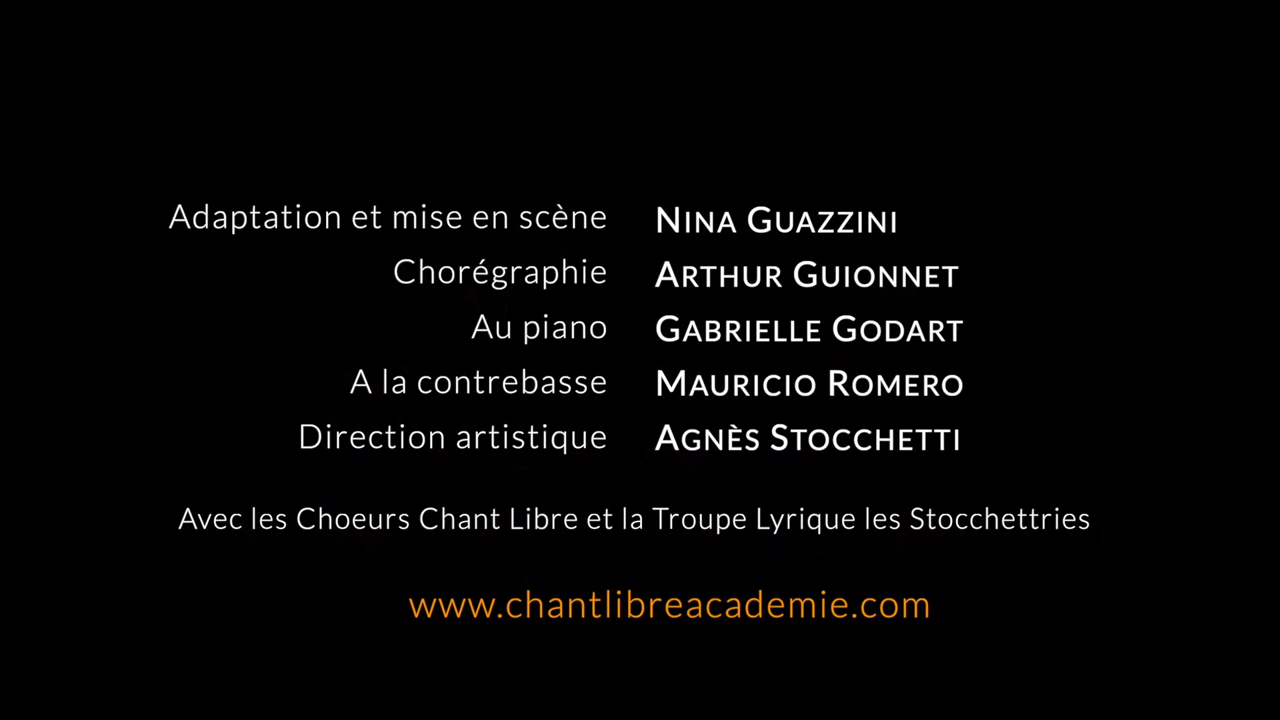 Adaptation et mise en scène NINA GUAZZINI
Chorégraphie ARTHUR GUIONNET
Au piano GABRIELLE GODART
A la contrebasse MAURICIO ROMERO
Direction artistique AGNÈS STOCCHETTI
Avec les Choeurs Chant Libre et la Troupe Lyrique les Stocchettries
www.chantlibreacademie.com